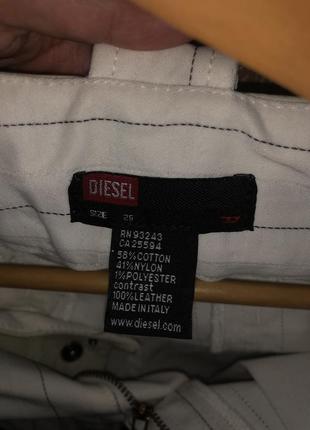 DIESEL
SIZE 26
RN 93243
CA 25594
58%COTTON
41%NYLON
1%POLYESTER
contrast
100%LEATHER
MADE IN ITALY
www.diesel.com